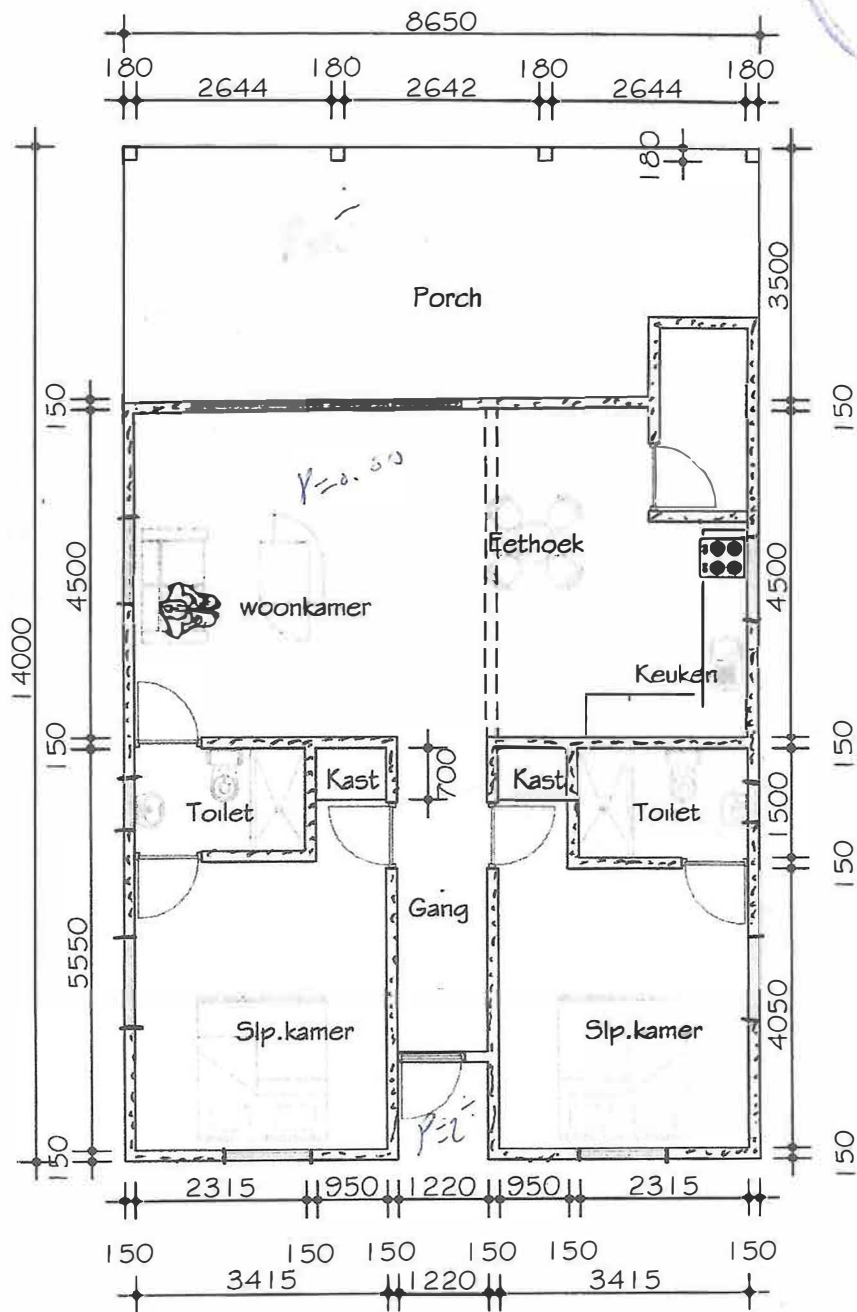 8650
180 2644 180 2642 180 2644 180
180
3500
Porch
150 150
14000
4500 4500
Eethoek
woonkamer
Keuken
150 150
700
Kast Kast
Toilet Toilet
1500
150
Gang
5550
4050
Slp.kamer Slp.kamer
150 150
2315 950 1220 950 2315
150 150 150 150 150 150
3415 1220 3415